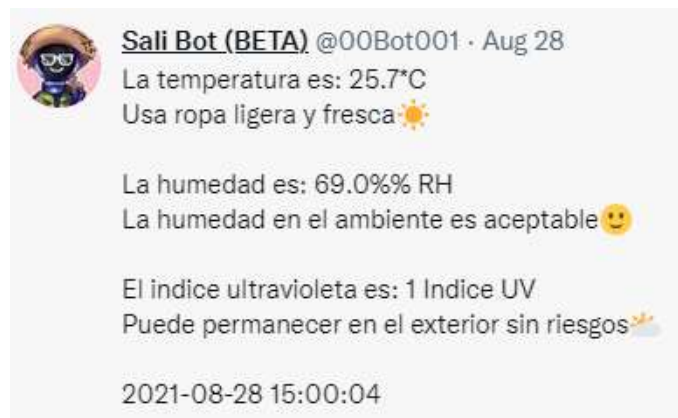 Sali Bot (BETA) @00Bot001 · Aug 28
La temperatura es: 25.7*C
Usa ropa ligera y fresca☀️
La humedad es: 69.0%% RH
La humedad en el ambiente es aceptable🙂
El indice ultravioleta es: 1 Indice UV
Puede permanecer en el exterior sin riesgos🌤️
2021-08-28 15:00:04